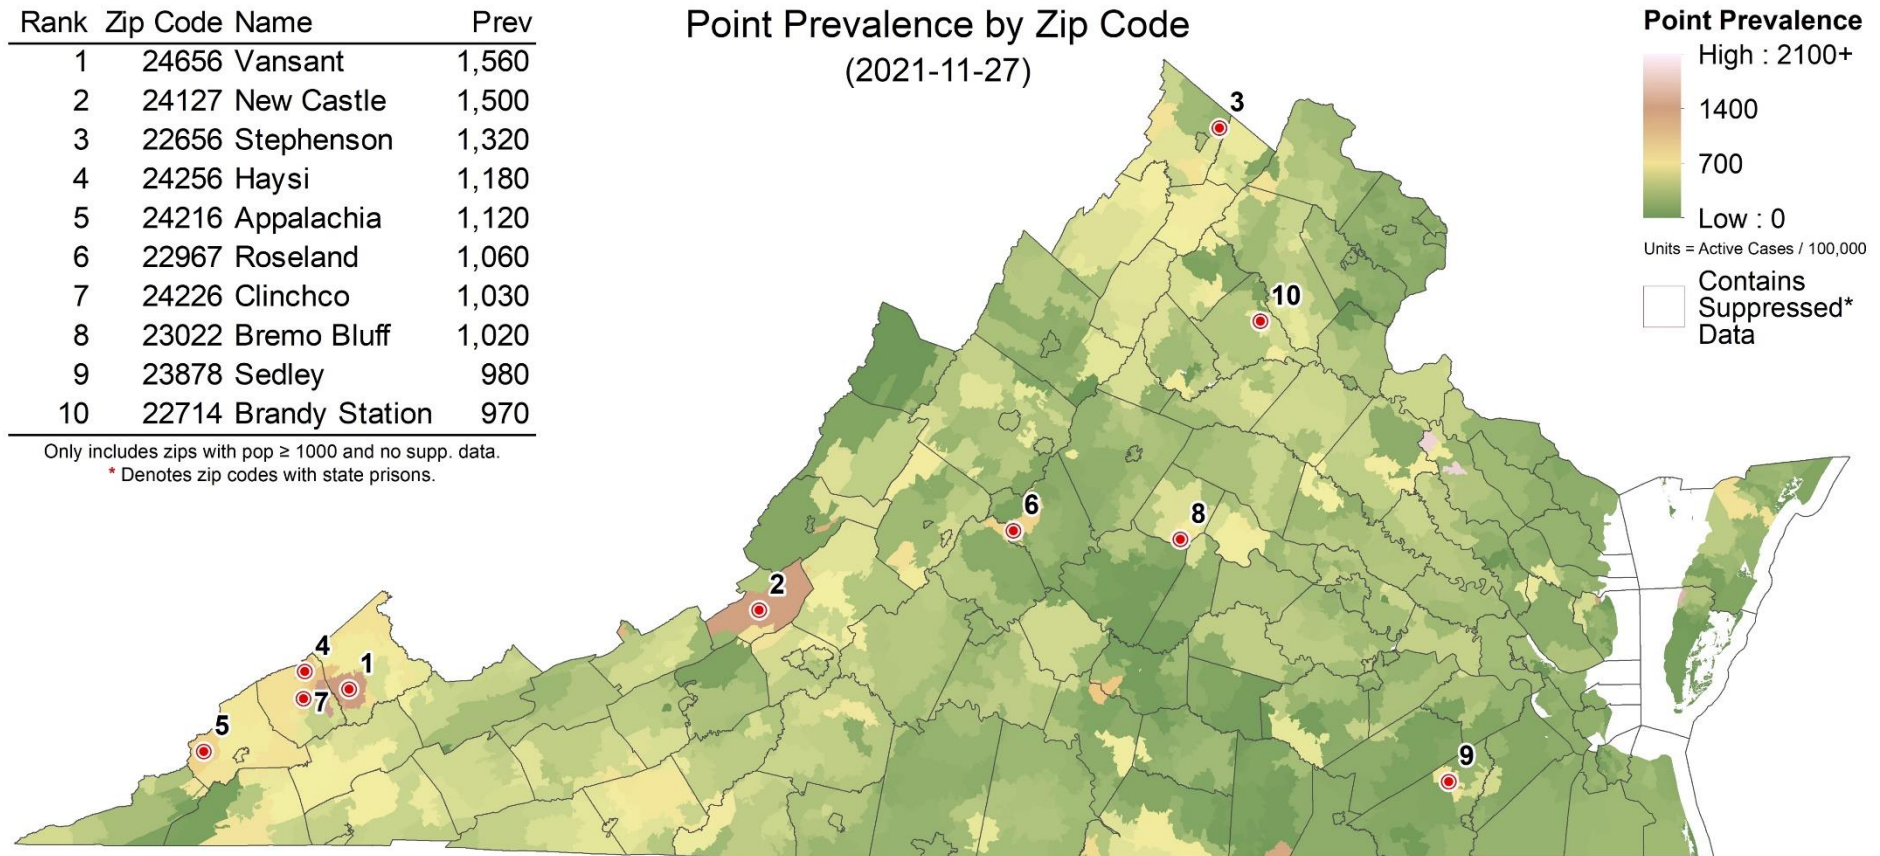 Rank Zip Code Name Prev
1 24656 Vansant 1,560
2 24127 New Castle 1,500
3 22656 Stephenson 1,320
4 24256 Haysi 1,180
5 24216 Appalachia 1,120
6 22967 Roseland 1,060
7 24226 Clinchco 1,030
8 23022 Bremo Bluff 1,020
9 23878 Sedley 980
10 22714 Brandy Station 970
Only includes zips with pop ≥ 1000 and no supp. data.
* Denotes zip codes with state prisons.
Point Prevalence by Zip Code
(2021-11-27)
Point Prevalence
High : 2100+
1400
700
Low : 0
Units = Active Cases / 100,000
Contains
Suppressed*
Data
3
10
6
8
2
4
1
7
5
9